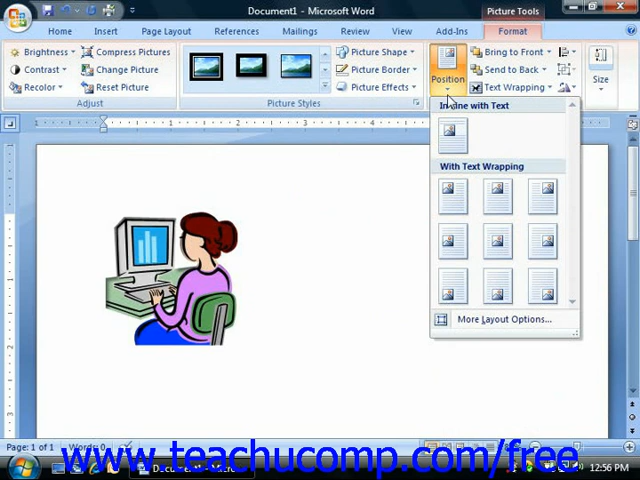 Document1 - Microsoft Word
Picture Tools
Home Insert Page Layout References Mailings Review View Add-Ins Format
Brightness Compress Pictures Picture Shape Bring to Front
Contrast Change Picture Picture Border Position Send to Back Size
Recolor Reset Picture Picture Effects Text Wrapping
Adjust Picture Styles
In Line with Text
With Text Wrapping
More Layout Options...
Page: 1 of 1 Words: 0
www.teachucomp.com/free
12:56 PM